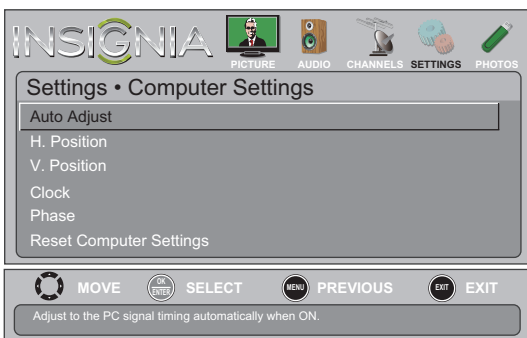 INSIGNIA
PICTURE AUDIO CHANNELS SETTINGS PHOTOS
Settings • Computer Settings
Auto Adjust
H. Position
V. Position
Clock
Phase
Reset Computer Settings
MOVE OK ENTER SELECT MENU PREVIOUS EXIT EXIT
Adjust to the PC signal timing automatically when ON.